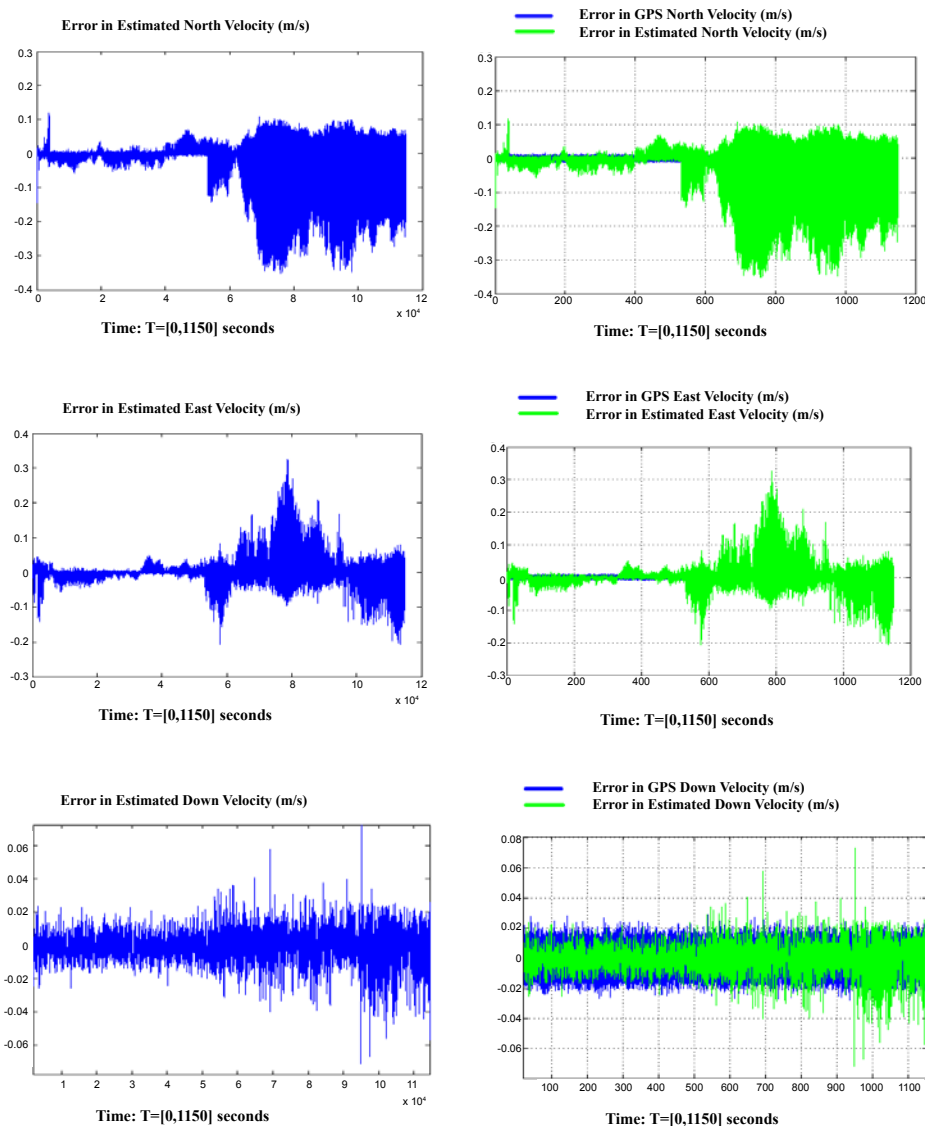 Error in Estimated North Velocity (m/s)
0.3
0.2
0.1
0
-0.1
-0.2
-0.3
-0.4
0 2 4 6 8 10 12
x 10^4
Time: T=[0,1150] seconds
Error in GPS North Velocity (m/s)
Error in Estimated North Velocity (m/s)
0.3
0.2
0.1
0
-0.1
-0.2
-0.3
-0.4
0 200 400 600 800 1000 1200
Time: T=[0,1150] seconds
Error in Estimated East Velocity (m/s)
0.4
0.3
0.2
0.1
0
-0.1
-0.2
-0.3
0 2 4 6 8 10 12
x 10^4
Time: T=[0,1150] seconds
Error in GPS East Velocity (m/s)
Error in Estimated East Velocity (m/s)
0.4
0.3
0.2
0.1
0
-0.1
-0.2
-0.3
0 200 400 600 800 1000 1200
Time: T=[0,1150] seconds
Error in Estimated Down Velocity (m/s)
0.06
0.04
0.02
0
-0.02
-0.04
-0.06
1 2 3 4 5 6 7 8 9 10 11
x 10^4
Time: T=[0,1150] seconds
Error in GPS Down Velocity (m/s)
Error in Estimated Down Velocity (m/s)
0.08
0.06
0.04
0.02
0
-0.02
-0.04
-0.06
100 200 300 400 500 600 700 800 900 1000 1100
Time: T=[0,1150] seconds